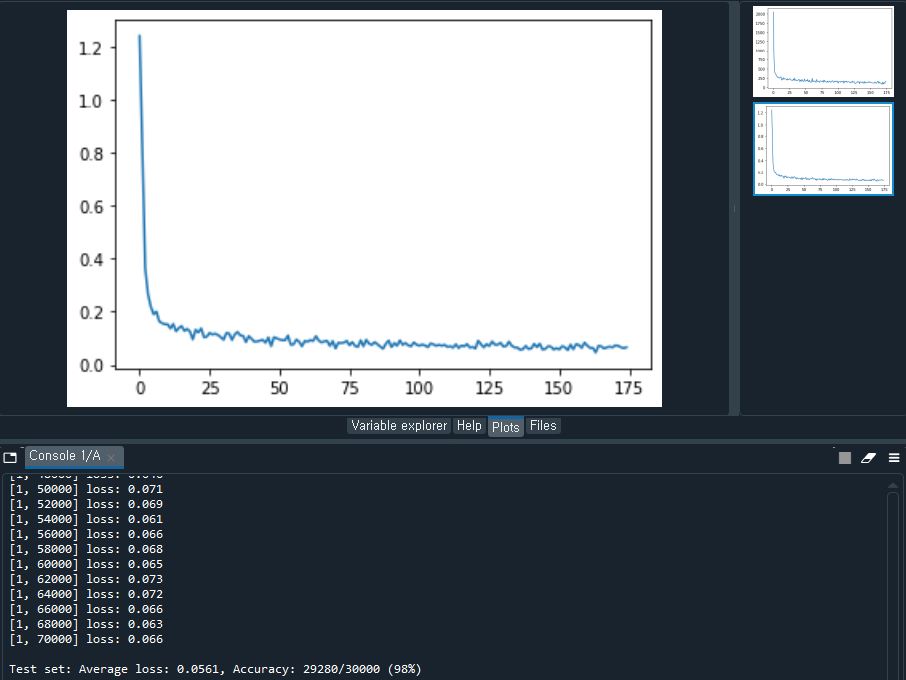 1.2
1.0
0.8
0.6
0.4
0.2
0.0
0 25 50 75 100 125 150 175
Variable explorer Help Plots Files
Console 1/A
[1, 50000] loss: 0.071
[1, 52000] loss: 0.069
[1, 54000] loss: 0.061
[1, 56000] loss: 0.066
[1, 58000] loss: 0.068
[1, 60000] loss: 0.065
[1, 62000] loss: 0.073
[1, 64000] loss: 0.072
[1, 66000] loss: 0.066
[1, 68000] loss: 0.063
[1, 70000] loss: 0.066
Test set: Average loss: 0.0561, Accuracy: 29280/30000 (98%)